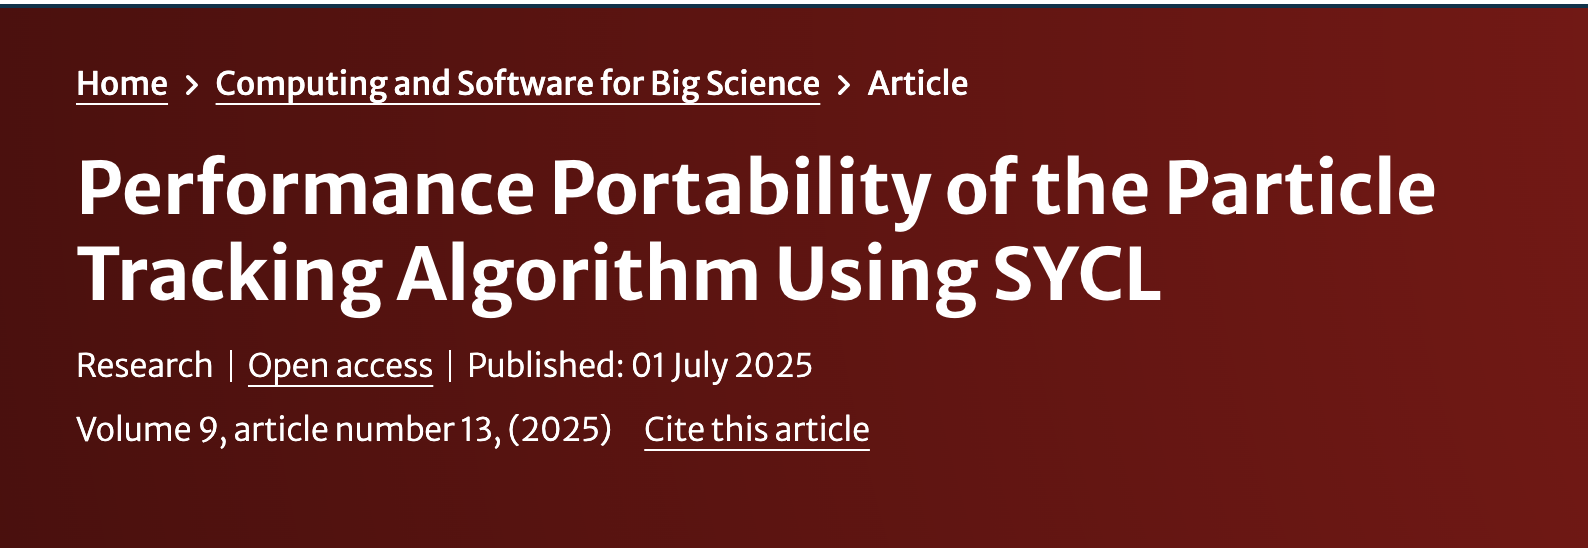 Home > Computing and Software for Big Science > Article
Performance Portability of the Particle
Tracking Algorithm Using SYCL
Research | Open access | Published: 01 July 2025
Volume 9, article number 13, (2025) Cite this article